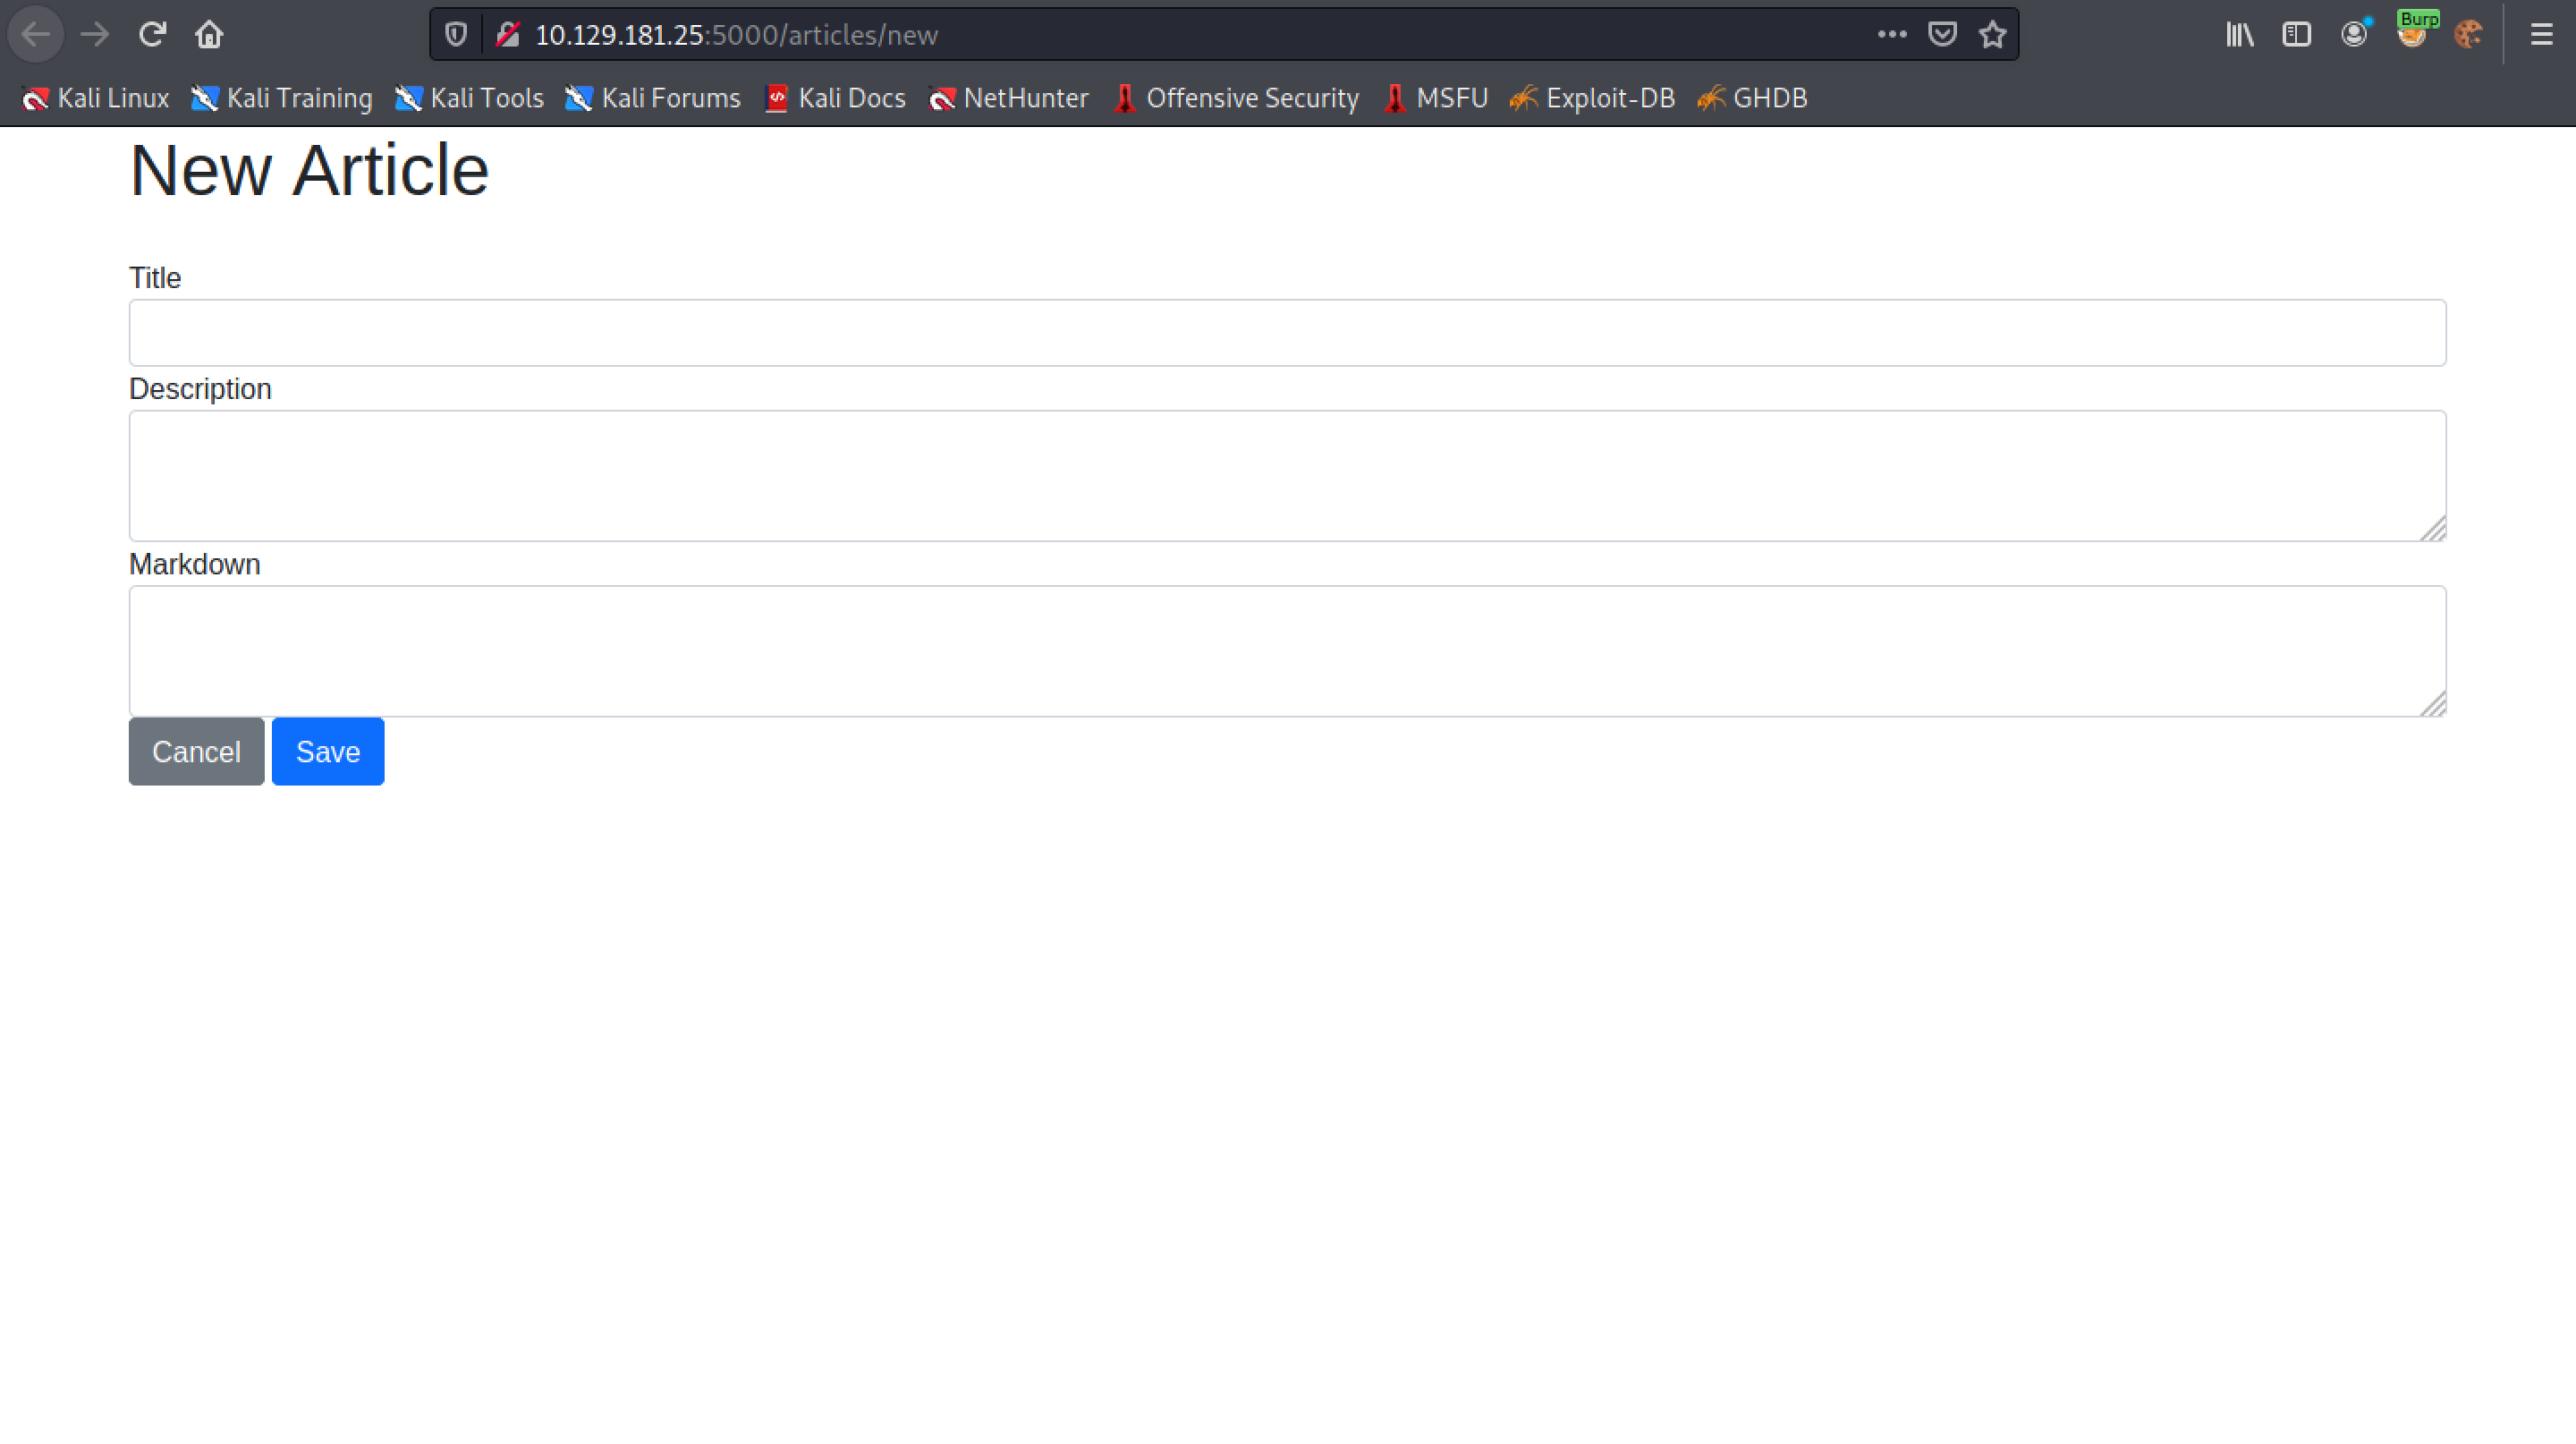 10.129.181.25:5000/articles/new
Burp
Kali Linux Kali Training Kali Tools Kali Forums Kali Docs NetHunter Offensive Security MSFU Exploit-DB GHDB
New Article
Title
Description
Markdown
Cancel Save